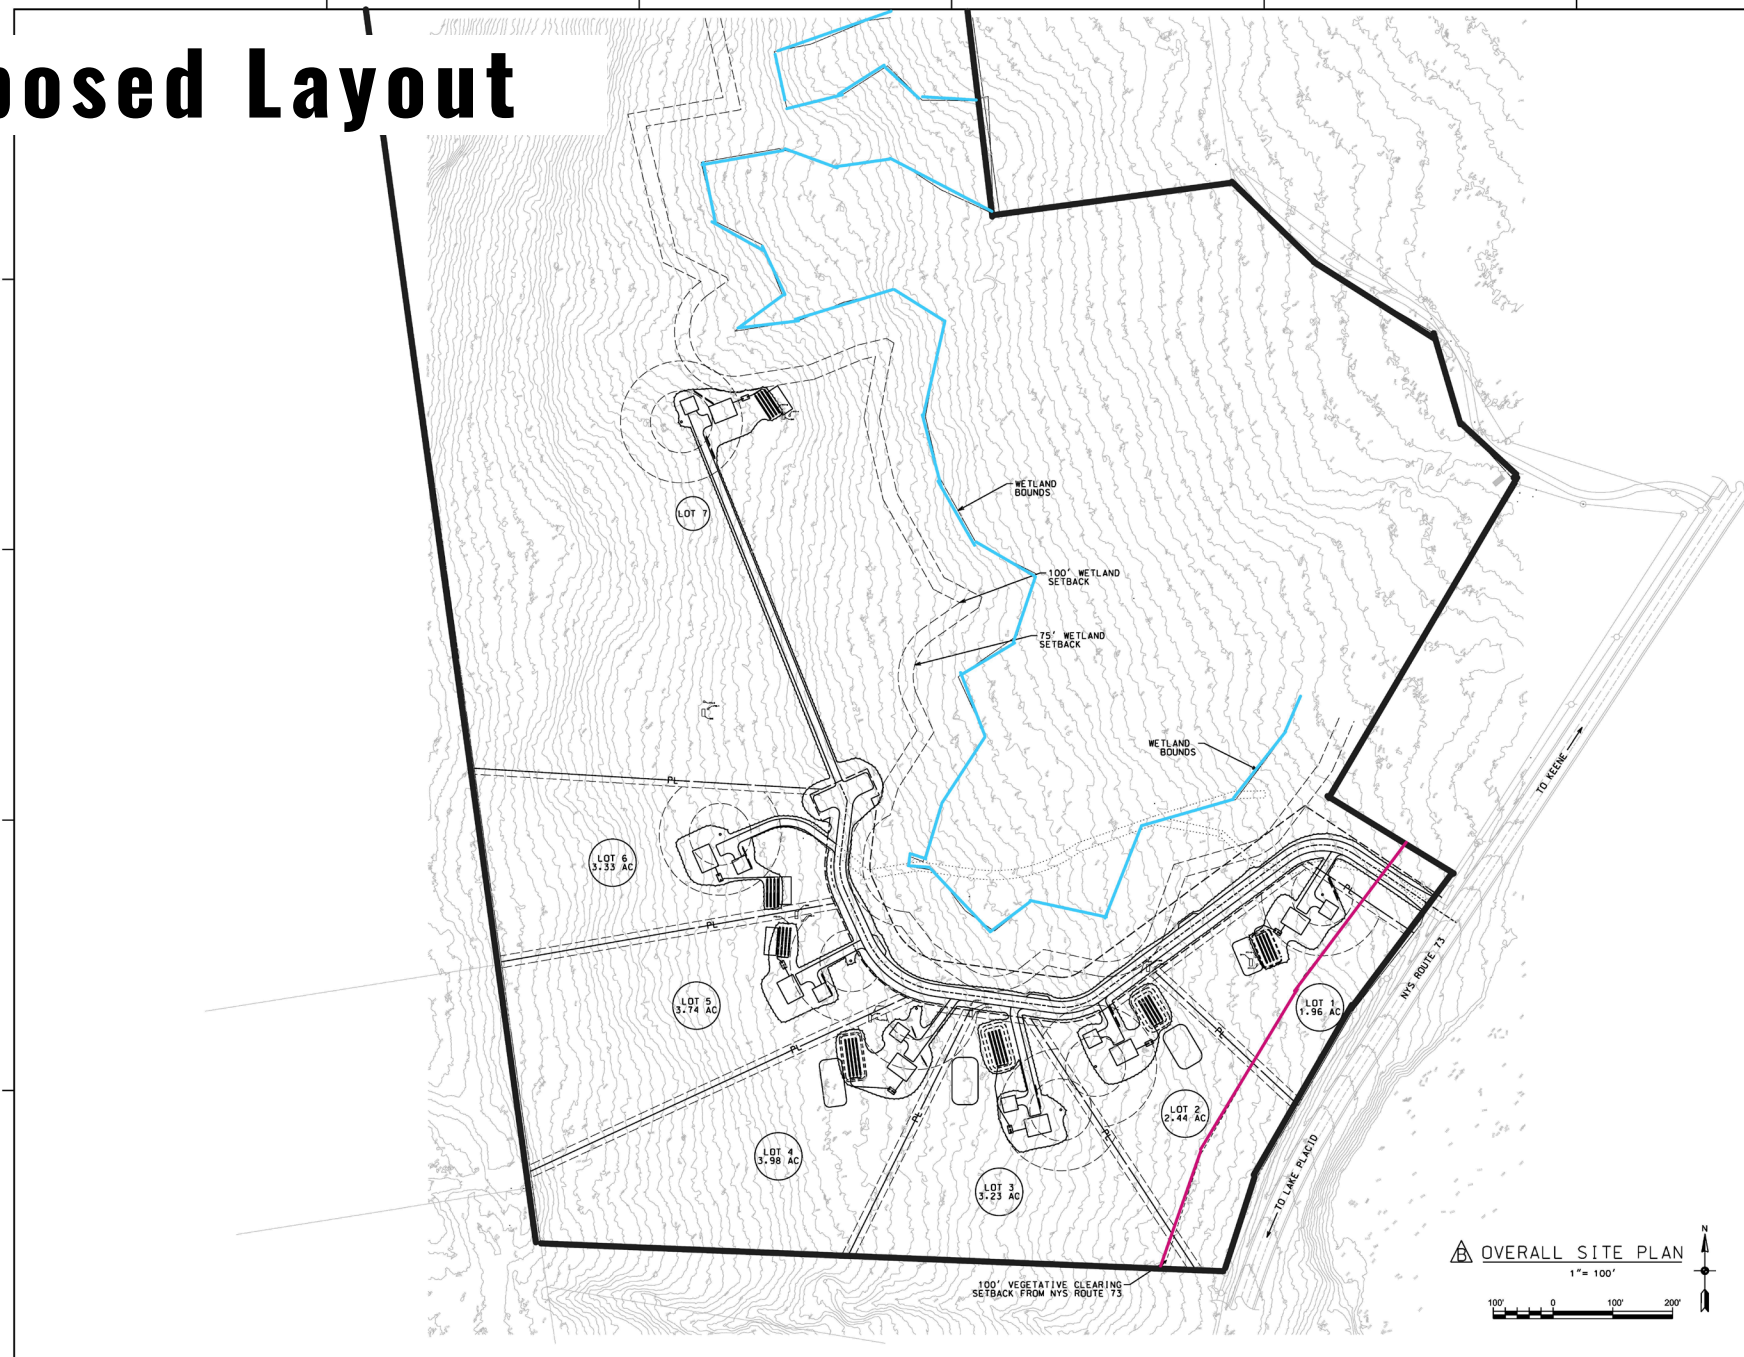 posed Layout
WETLAND
BOUNDS
LOT 7
100' WETLAND
SETBACK
75' WETLAND
SETBACK
WETLAND
BOUNDS
TO KEENE
PL
LOT 6
3.33 AC
PL
PL
NYS ROUTE 73
LOT 5
3.74 AC
LOT 1
1.96 AC
PL
PL
LOT 2
2.44 AC
PL
PL
LOT 4
3.98 AC
TO LAKE PLACID
LOT 3
3.23 AC
N
B OVERALL SITE PLAN
1"= 100'
100' VEGETATIVE CLEARING
SETBACK FROM NYS ROUTE 73
100' 0 100' 200'